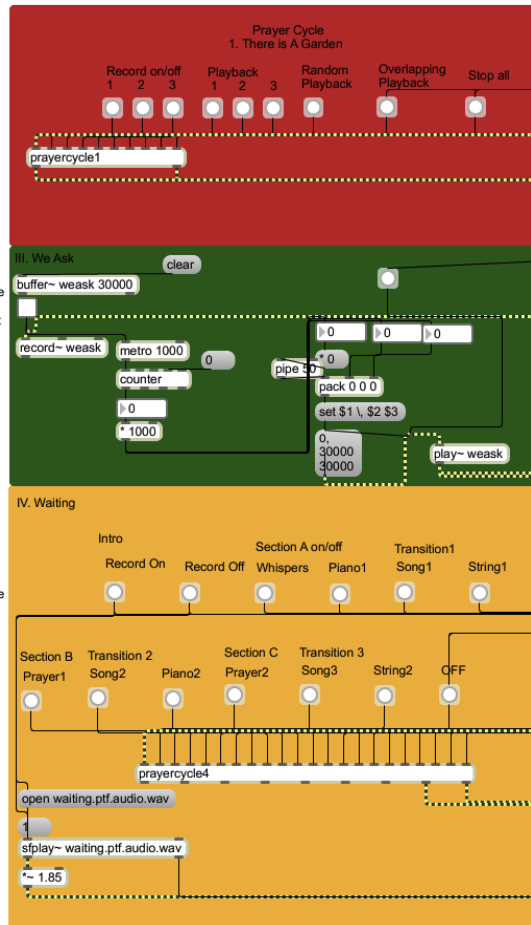 Prayer Cycle
1. There is A Garden
Record on/off
1 2 3
Playback
1 2 3
Random
Playback
Overlapping
Playback
Stop all
prayercycle1
III. We Ask
clear
buffer~ weask 30000
record~ weask
metro 1000
0
counter
0
* 1000
0
0
0
pipe 50
* 0
pack 0 0 0
set $1 \, $2 $3
0,
30000
30000
play~ weask
IV. Waiting
Intro
Record On
Record Off
Section A on/off
Whispers
Piano1
Transition1
Song1
String1
Section B
Prayer1
Transition 2
Song2
Piano2
Section C
Prayer2
Transition 3
Song3
String2
OFF
prayercycle4
open waiting.ptf.audio.wav
1
sfplay~ waiting.ptf.audio.wav
*~ 1.85